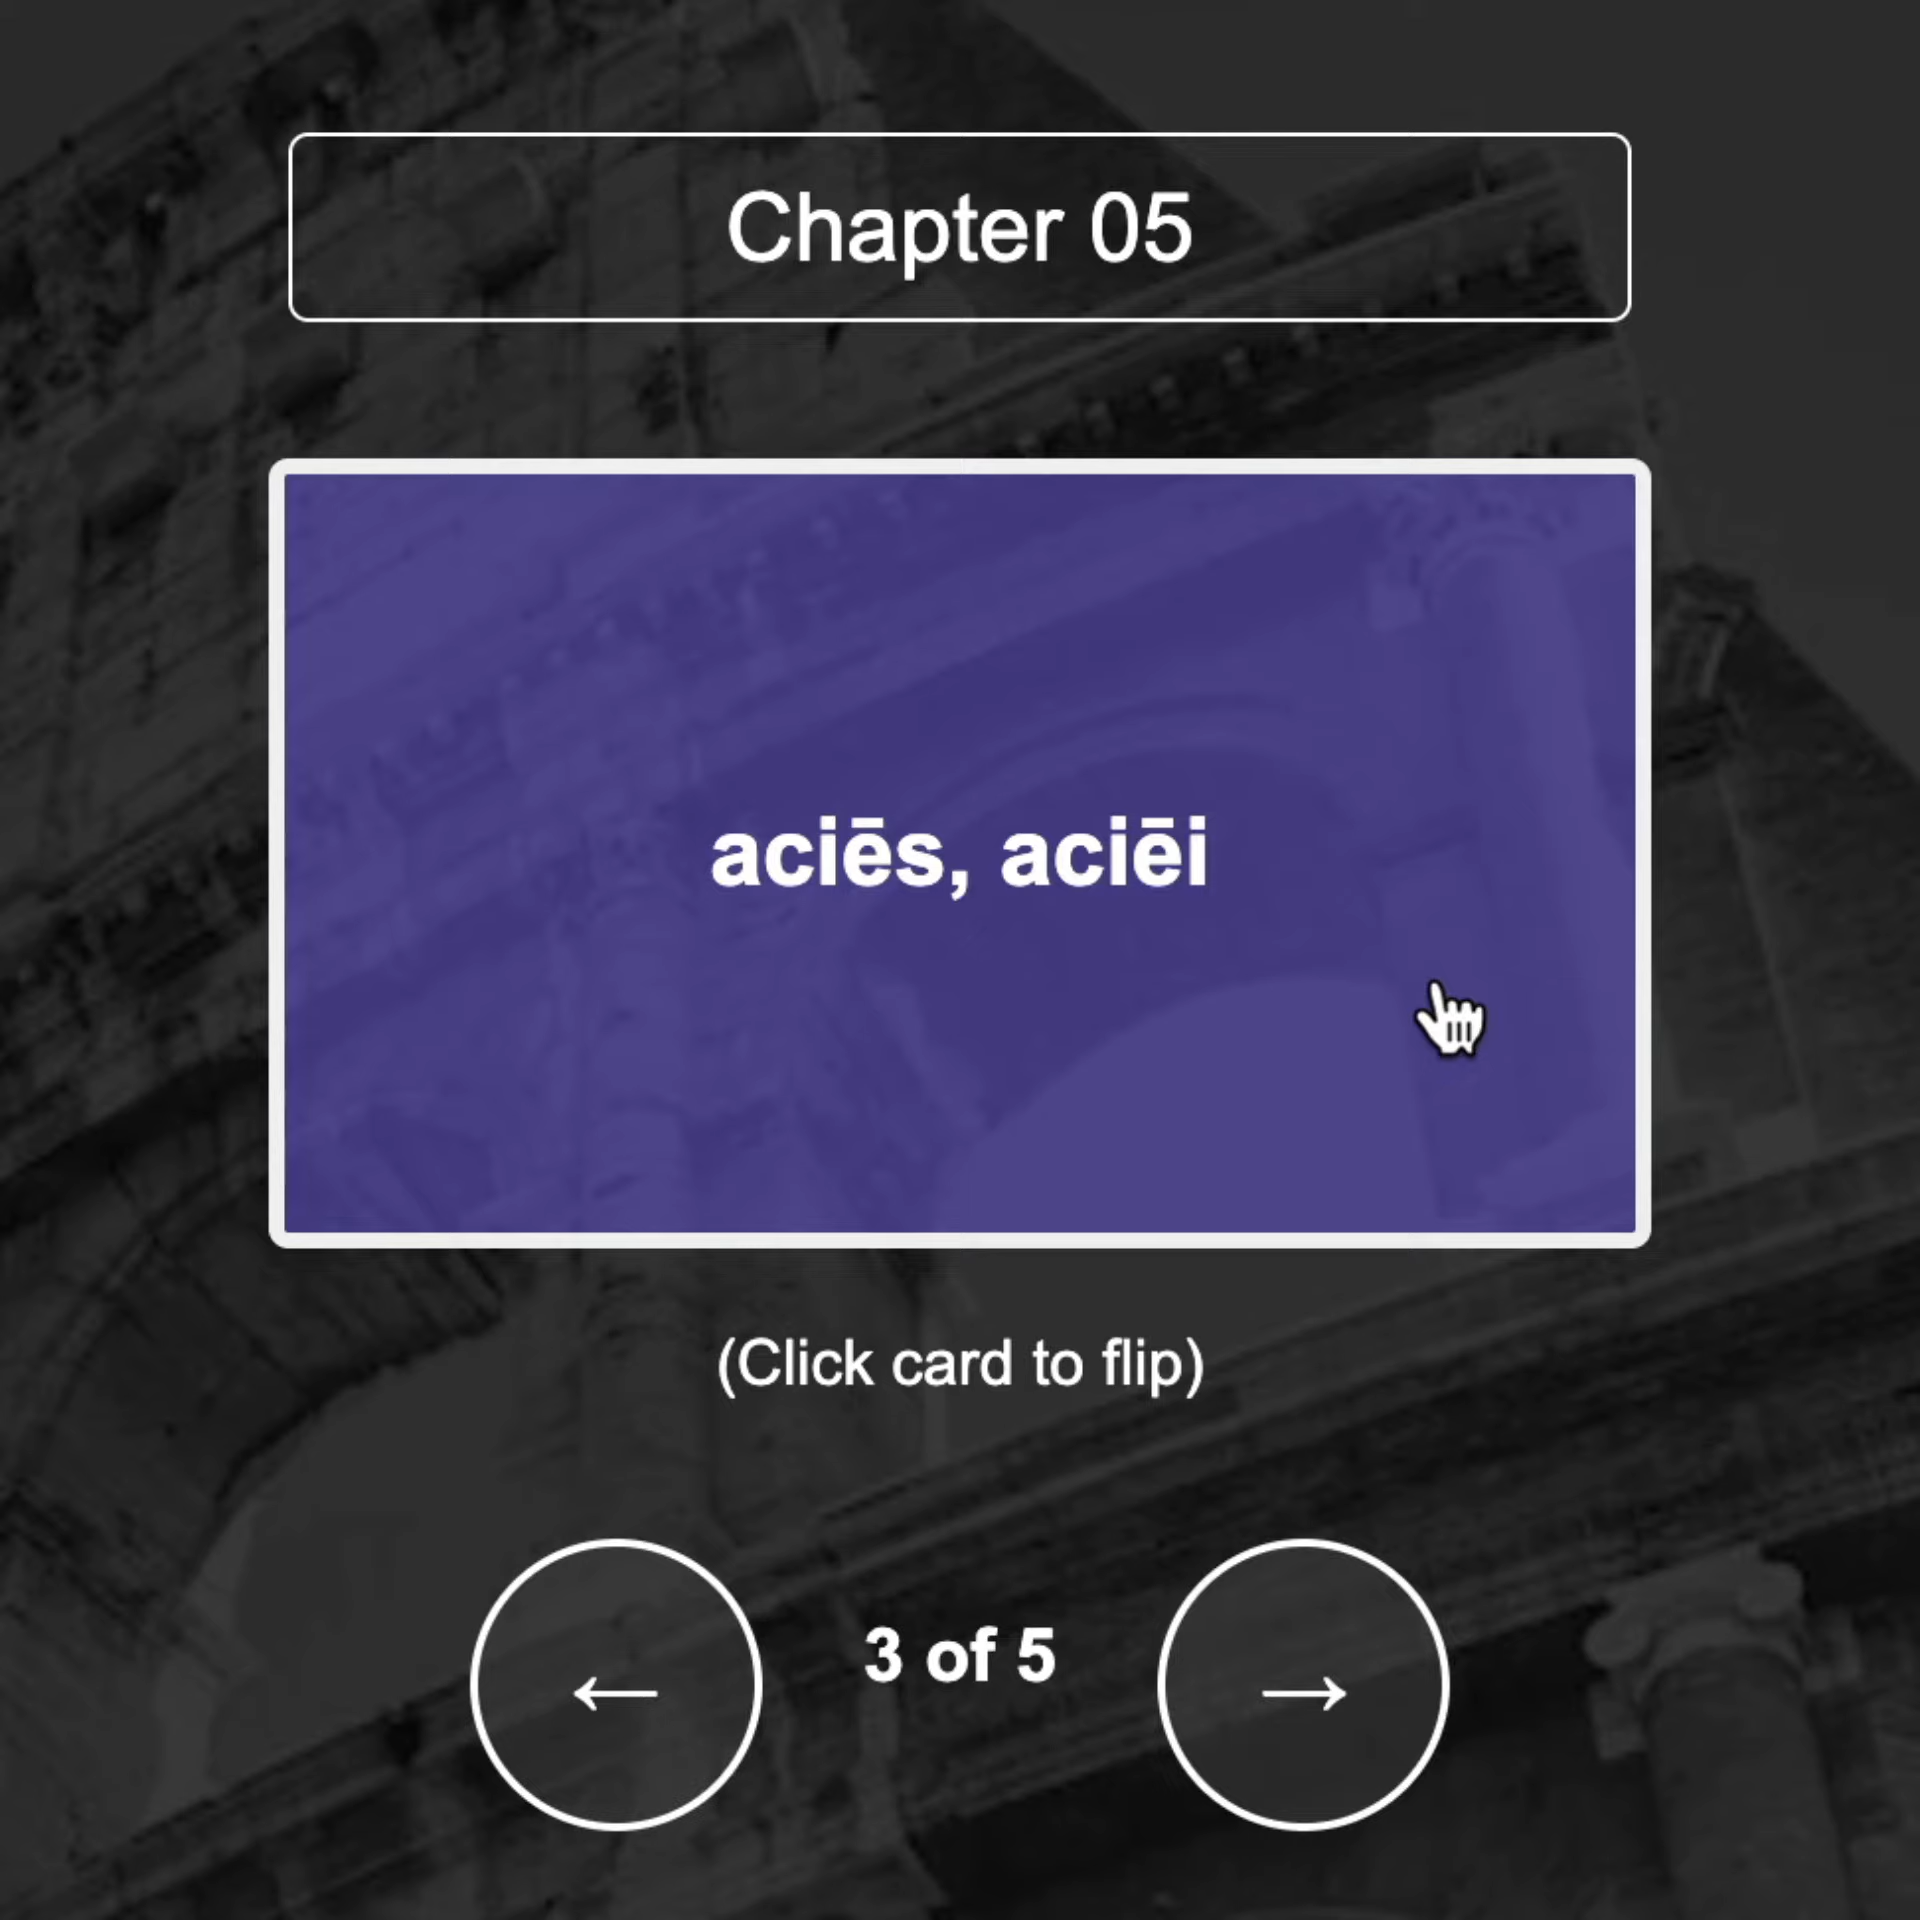 Chapter 05
aciēs, aciēi
(Click card to flip)
← 3 of 5 →